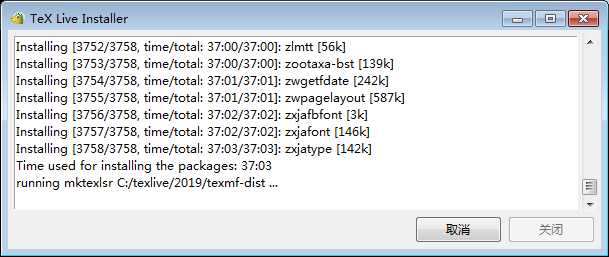 TeX Live Installer
Installing [3752/3758, time/total: 37:00/37:00]: zlmtt [56k]
Installing [3753/3758, time/total: 37:00/37:00]: zootaxa-bst [139k]
Installing [3754/3758, time/total: 37:01/37:01]: zwgetfdate [242k]
Installing [3755/3758, time/total: 37:01/37:01]: zwpagelayout [587k]
Installing [3756/3758, time/total: 37:02/37:02]: zxjafbfont [3k]
Installing [3757/3758, time/total: 37:02/37:02]: zxjafont [146k]
Installing [3758/3758, time/total: 37:03/37:03]: zxjatype [142k]
Time used for installing the packages: 37:03
running mktexlsr C:/texlive/2019/texmf-dist ...
取消 关闭